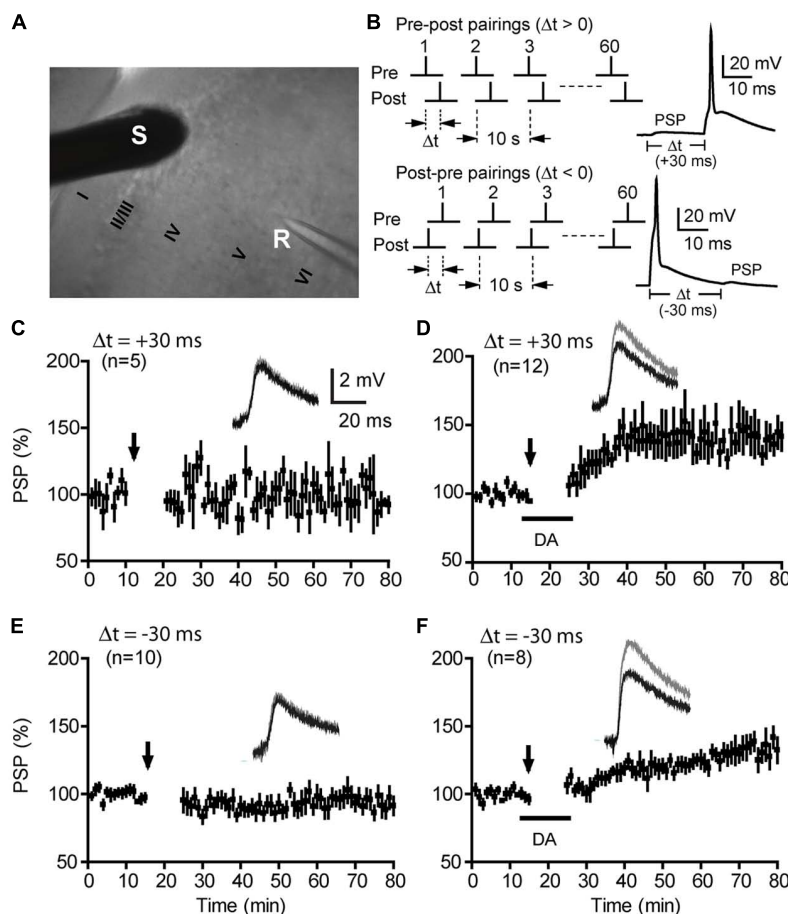 A
S
R
I
II/III
IV
V
VI
B
Pre-post pairings (Δt > 0)
1 2 3 60
Pre
Post
Δt
10 s
20 mV
10 ms
PSP
Δt
(+30 ms)
Post-pre pairings (Δt < 0)
1 2 3 60
Pre
Post
Δt
10 s
20 mV
10 ms
PSP
Δt
(-30 ms)
C
Δt = +30 ms
(n=5)
2 mV
20 ms
PSP (%)
200
150
100
50
0 10 20 30 40 50 60 70 80
D
Δt = +30 ms
(n=12)
200
150
100
50
DA
0 10 20 30 40 50 60 70 80
E
Δt = -30 ms
(n=10)
PSP (%)
200
150
100
50
0 10 20 30 40 50 60 70 80
Time (min)
F
Δt = -30 ms
(n=8)
200
150
100
50
DA
0 10 20 30 40 50 60 70 80
Time (min)